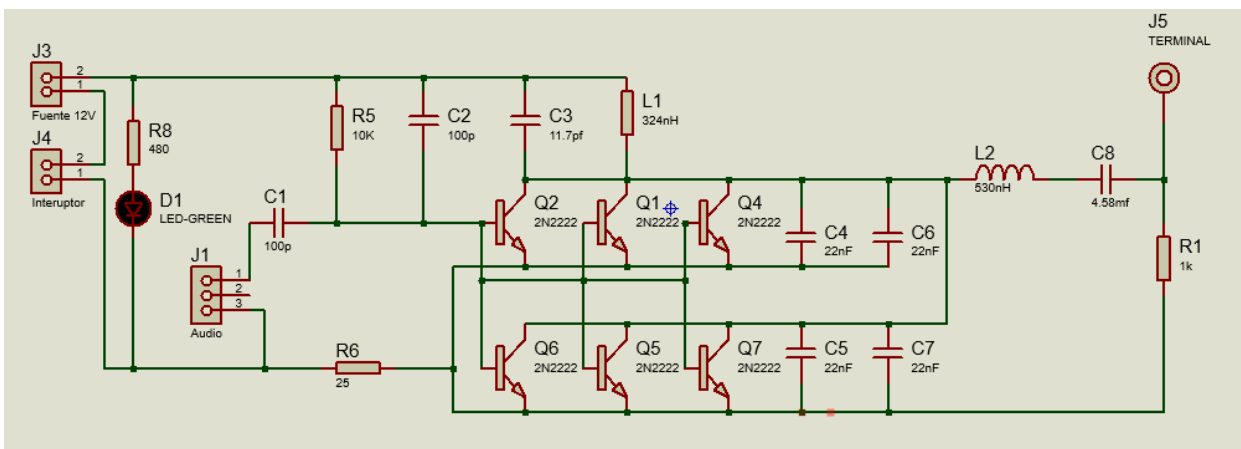 J3
2
1
Fuente 12V
J4
2
1
Interuptor
R8
480
D1
LED-GREEN
J1
1
2
3
Audio
C1
100p
R5
10K
C2
100p
C3
11.7pf
L1
324nH
Q2
2N2222
Q1
2N2222
Q4
2N2222
C4
22nF
C6
22nF
R6
25
Q6
2N2222
Q5
2N2222
Q7
2N2222
C5
22nF
C7
22nF
L2
530nH
C8
4.58mf
J5
TERMINAL
R1
1k